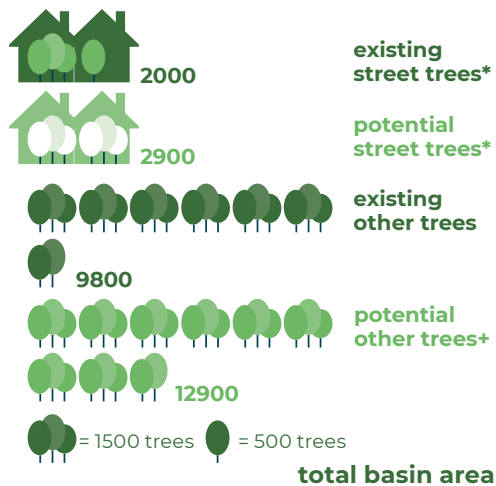 existing
street trees*
2000
potential
street trees*
2900
existing
other trees
9800
potential
other trees+
12900
= 1500 trees = 500 trees
total basin area